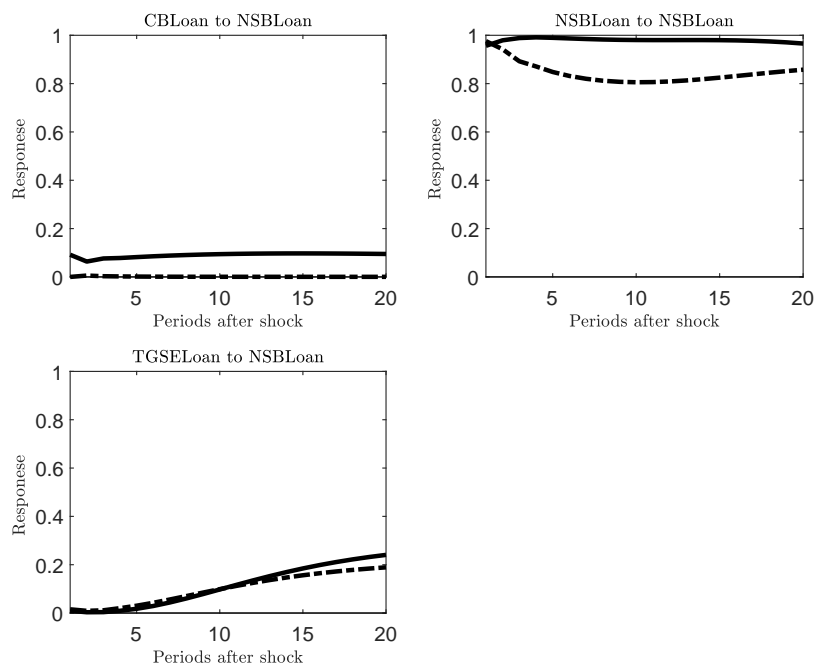 CBLoan to NSBLoan
1
0.8
0.6
0.4
0.2
0
Responese
5 10 15 20
Periods after shock
NSBLoan to NSBLoan
1
0.8
0.6
0.4
0.2
0
Responese
5 10 15 20
Periods after shock
TGSELoan to NSBLoan
1
0.8
0.6
0.4
0.2
0
Responese
5 10 15 20
Periods after shock